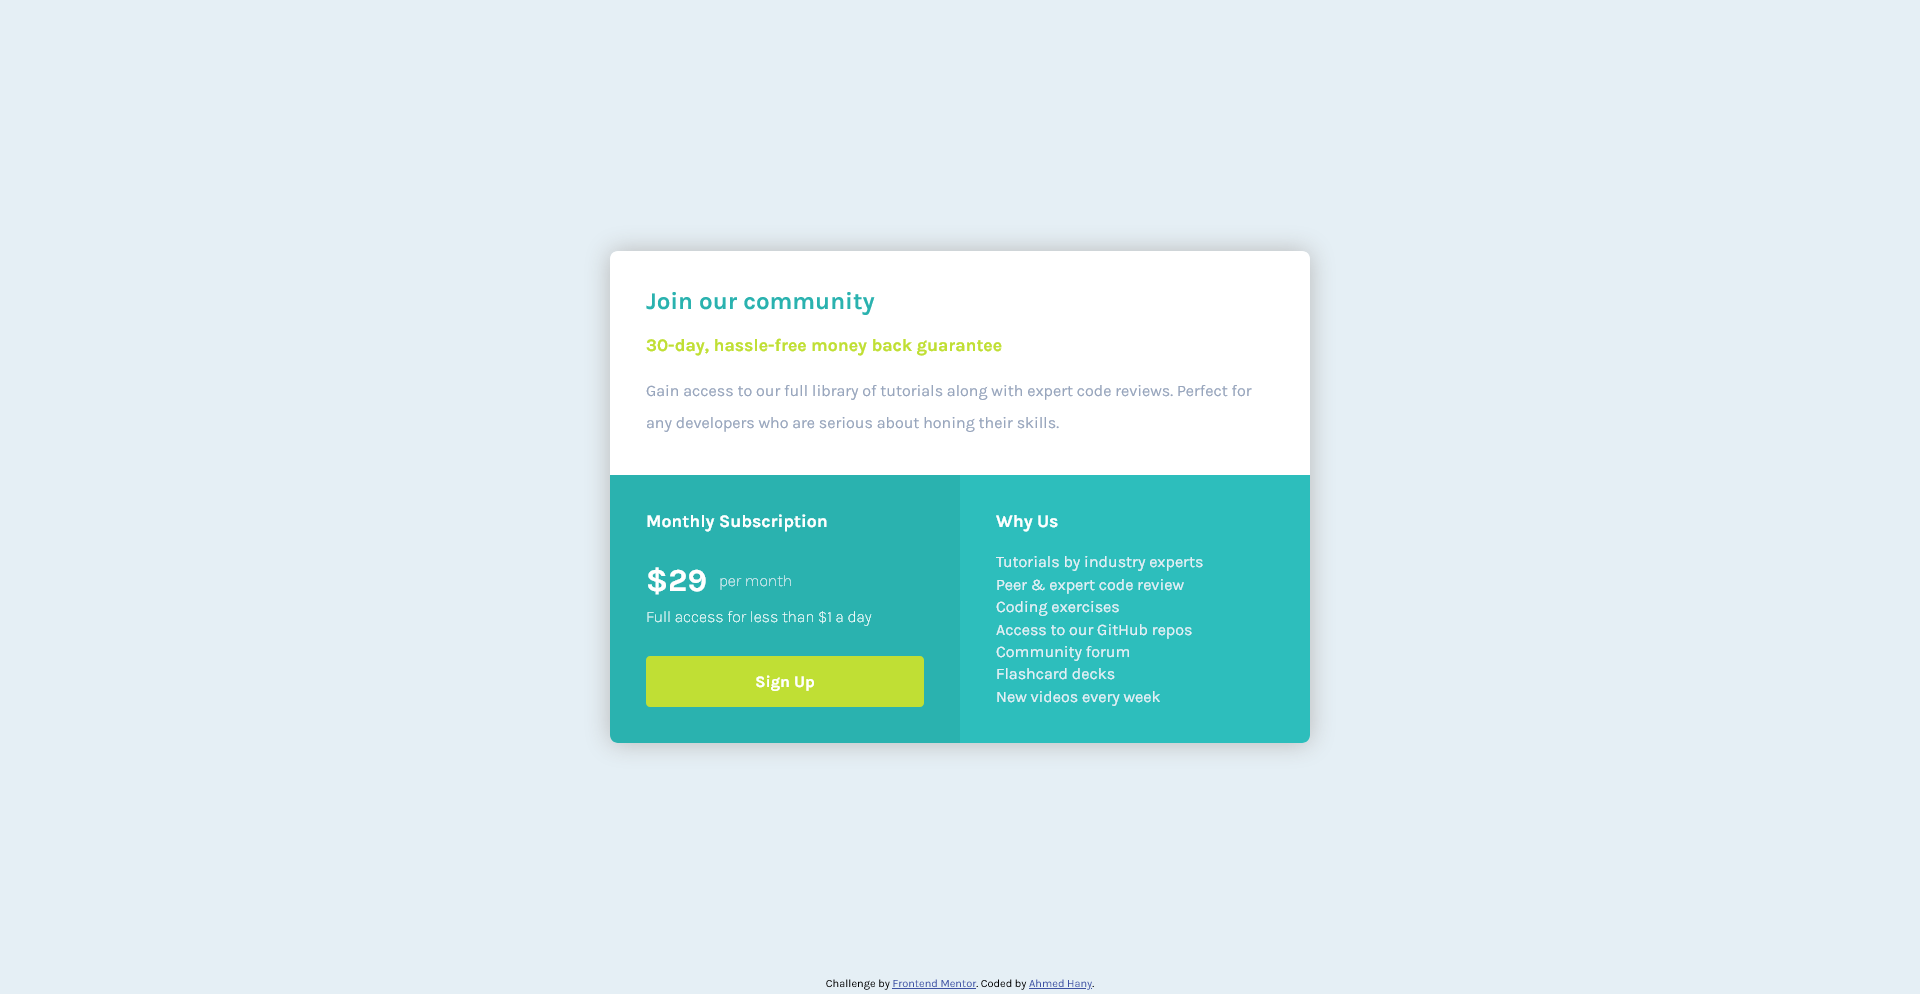 Join our community
30-day, hassle-free money back guarantee
Gain access to our full library of tutorials along with expert code reviews. Perfect for
any developers who are serious about honing their skills.
Monthly Subscription
$29 per month
Full access for less than $1 a day
Sign Up
Why Us
Tutorials by industry experts
Peer & expert code review
Coding exercises
Access to our GitHub repos
Community forum
Flashcard decks
New videos every week
Challenge by Frontend Mentor. Coded by Ahmed Hany.